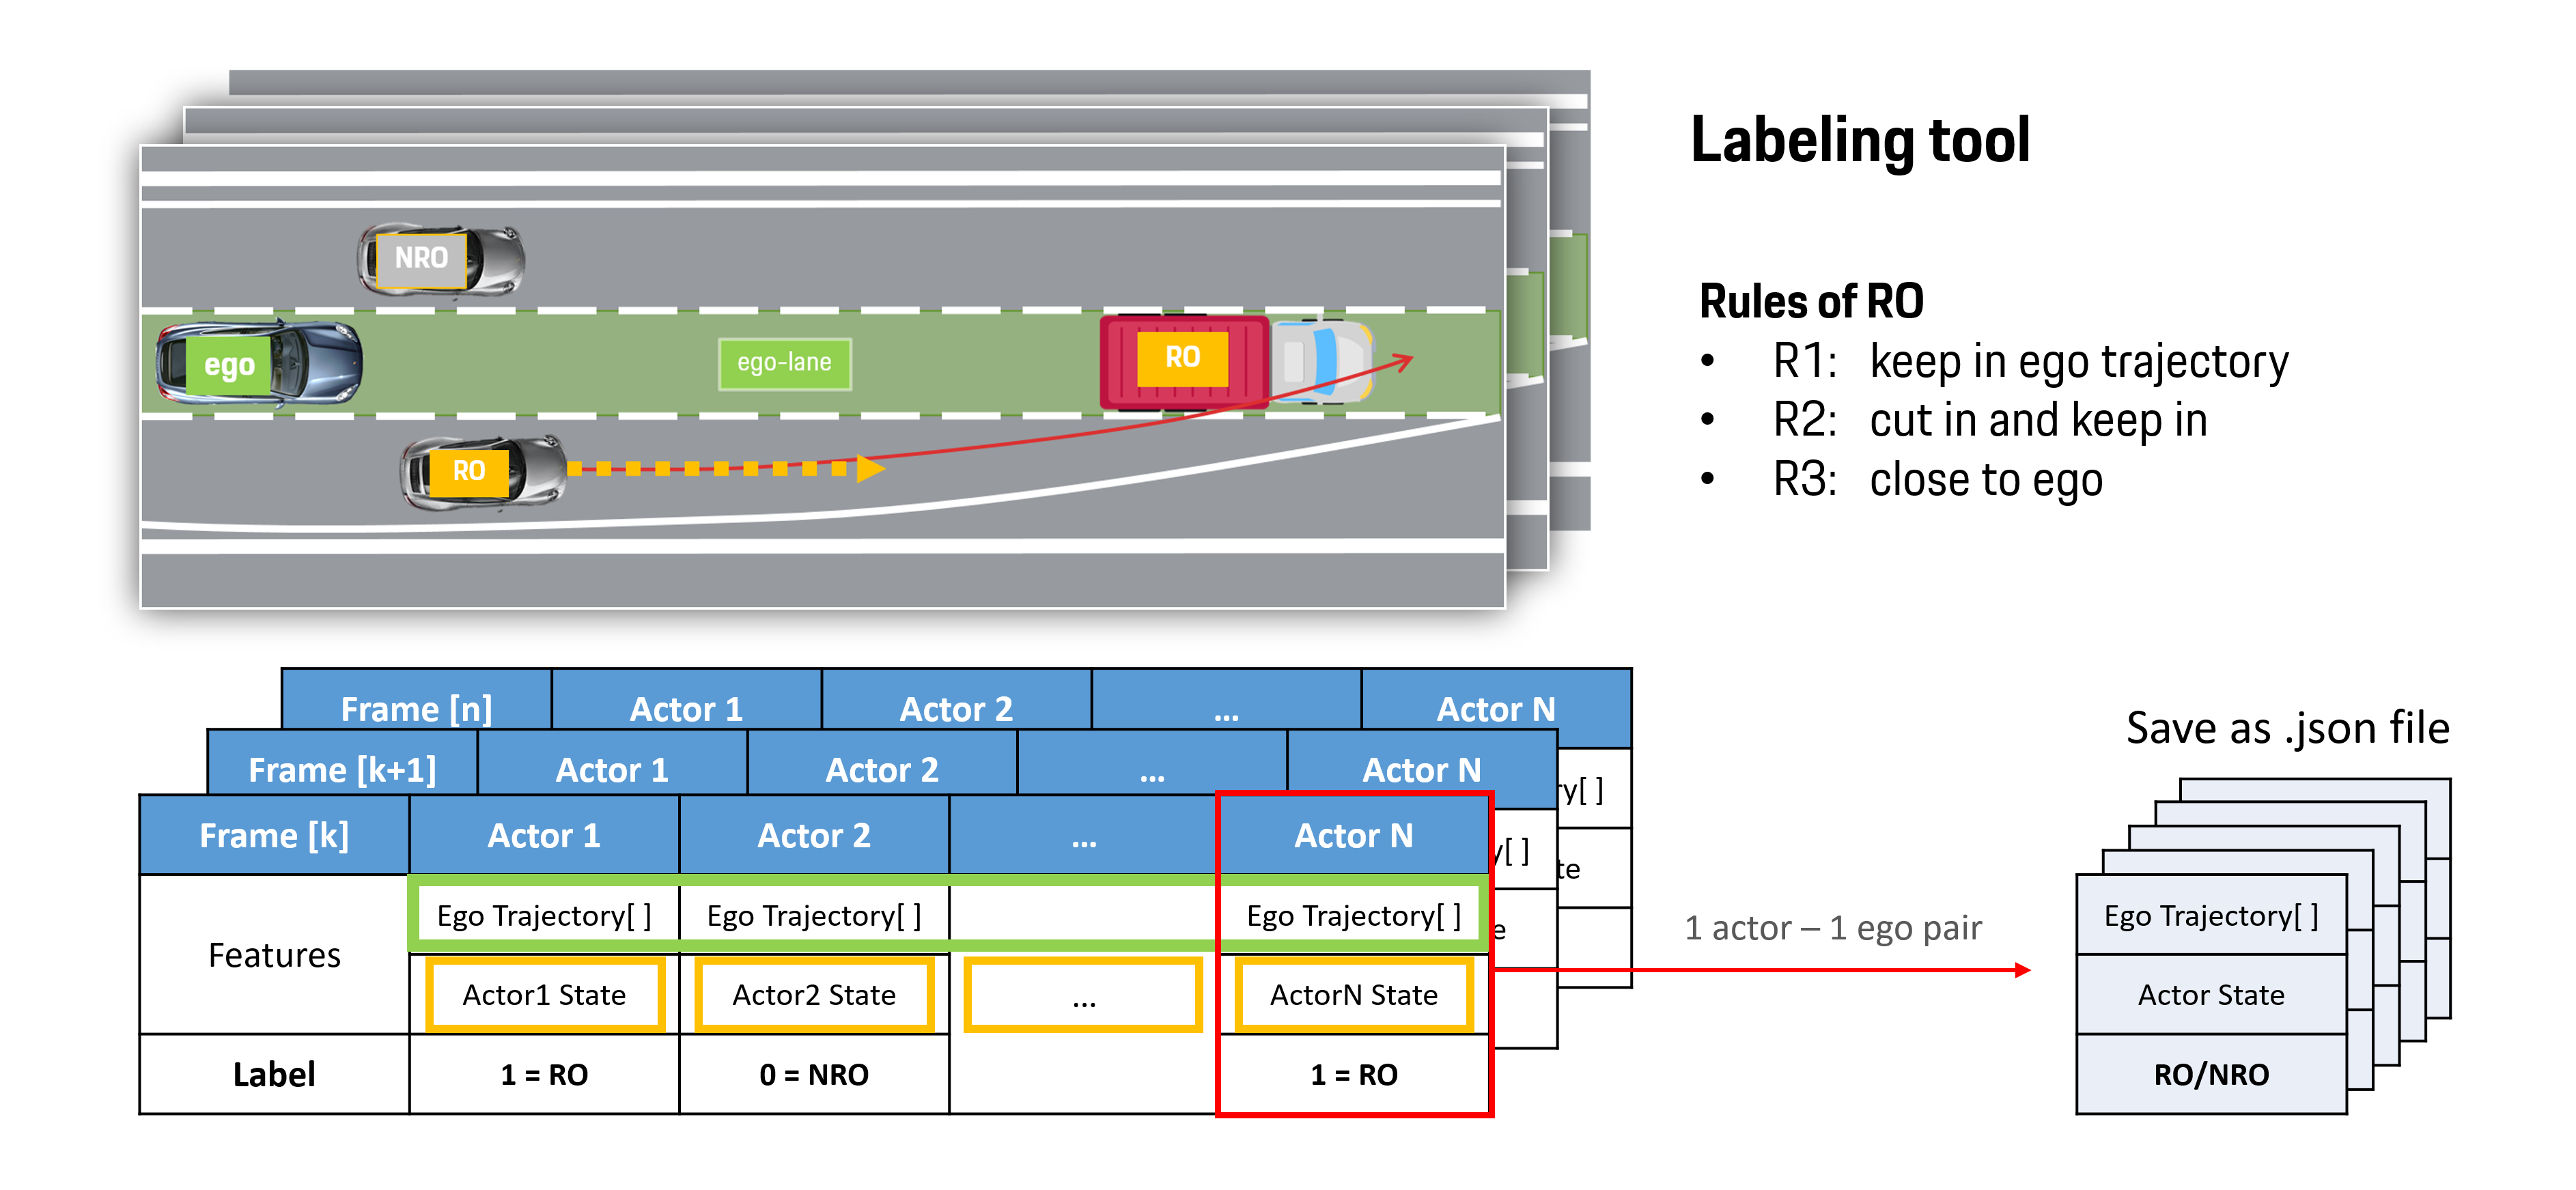 Labeling tool
NRO
ego
ego-lane
RO
RO
Rules of RO
• R1: keep in ego trajectory
• R2: cut in and keep in
• R3: close to ego
Frame [n] Actor 1 Actor 2 ... Actor N
Frame [k+1] Actor 1 Actor 2 ... Actor N
ry[ ]
te
y[ ]
e
Frame [k] Actor 1 Actor 2 ... Actor N
Features
Ego Trajectory[ ] Ego Trajectory[ ] Ego Trajectory[ ]
Actor1 State Actor2 State ... ActorN State
Label 1 = RO 0 = NRO 1 = RO
1 actor – 1 ego pair
Save as .json file
Ego Trajectory[ ]
Actor State
RO/NRO